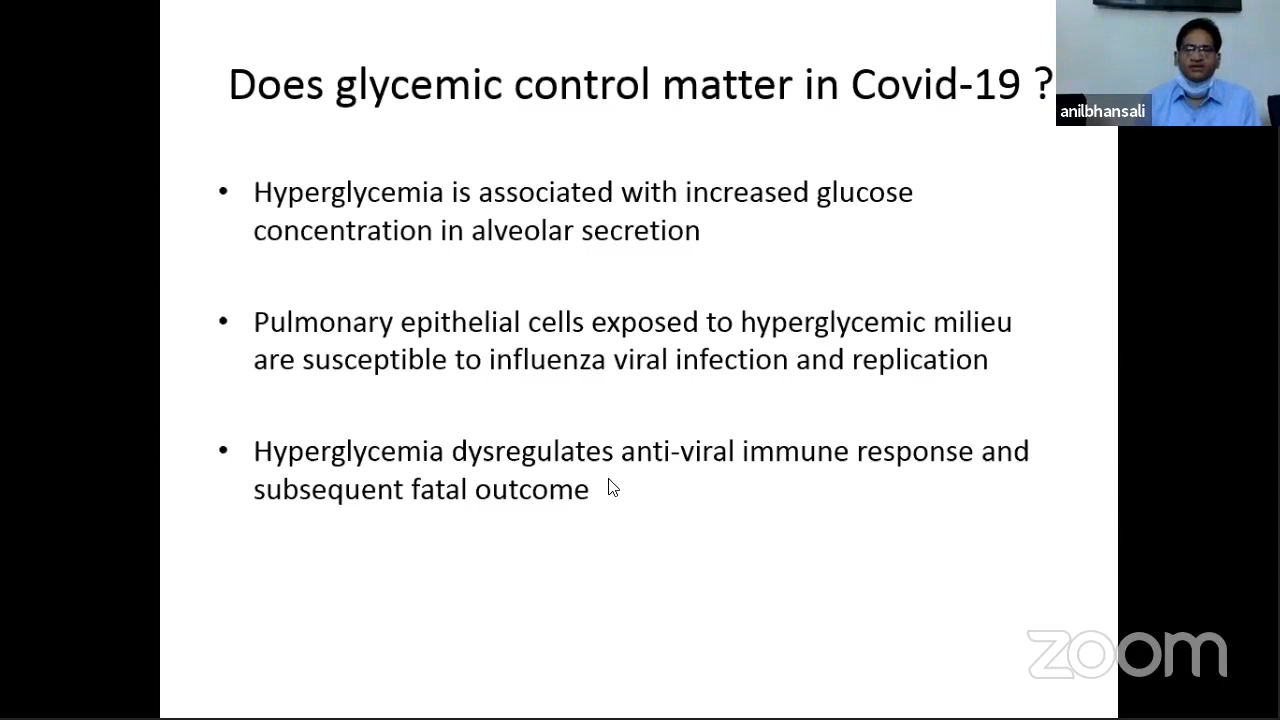 Does glycemic control matter in Covid-19 ?
anilbhansali
• Hyperglycemia is associated with increased glucose
concentration in alveolar secretion
• Pulmonary epithelial cells exposed to hyperglycemic milieu
are susceptible to influenza viral infection and replication
• Hyperglycemia dysregulates anti-viral immune response and
subsequent fatal outcome
zoom